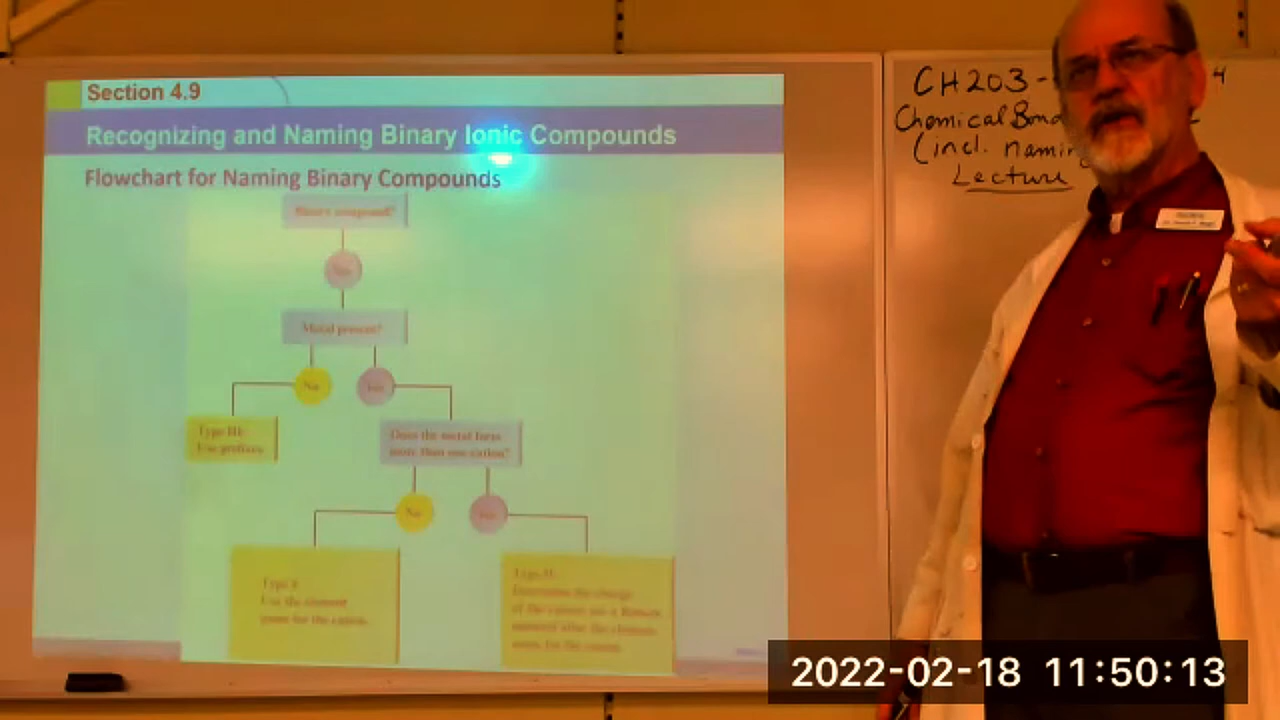 Section 4.9
Recognizing and Naming Binary Ionic Compounds
Flowchart for Naming Binary Compounds
Binary compound?
Yes
Metal present?
No
Yes
Type III:
Use prefixes
Does the metal form
more than one cation?
No
Yes
Type I:
Use the element
name for the cation.
Type II:
Determine the charge
of the cation; use a Roman
numeral after the element
name for the cation.
CH203-
4
Chemical Bond
(incl. naming
Lecture
2022-02-18 11:50:13